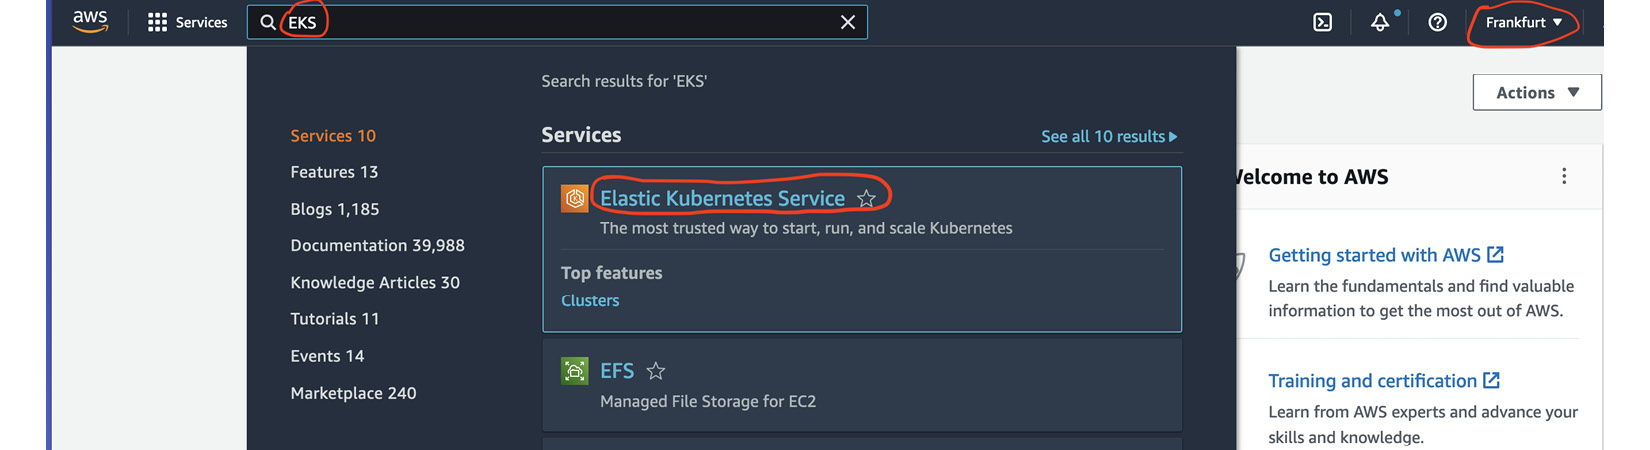 aws
Services
EKS
Frankfurt
Search results for 'EKS'
Actions
Services 10
Features 13
Blogs 1,185
Documentation 39,988
Knowledge Articles 30
Tutorials 11
Events 14
Marketplace 240
Services
See all 10 results
Elastic Kubernetes Service
The most trusted way to start, run, and scale Kubernetes
Top features
Clusters
EFS
Managed File Storage for EC2
Welcome to AWS
Getting started with AWS
Learn the fundamentals and find valuable
information to get the most out of AWS.
Training and certification
Learn from AWS experts and advance your
skills and knowledge.